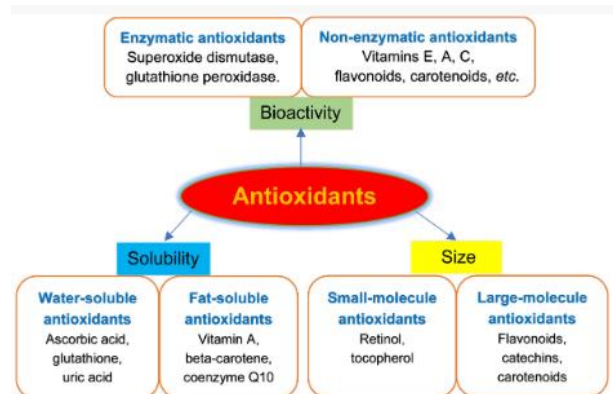 Enzymatic antioxidants
Superoxide dismutase,
glutathione peroxidase.
Non-enzymatic antioxidants
Vitamins E, A, C,
flavonoids, carotenoids, etc.
Bioactivity
Antioxidants
Solubility
Size
Water-soluble
antioxidants
Ascorbic acid,
glutathione,
uric acid
Fat-soluble
antioxidants
Vitamin A,
beta-carotene,
coenzyme Q10
Small-molecule
antioxidants
Retinol,
tocopherol
Large-molecule
antioxidants
Flavonoids,
catechins,
carotenoids